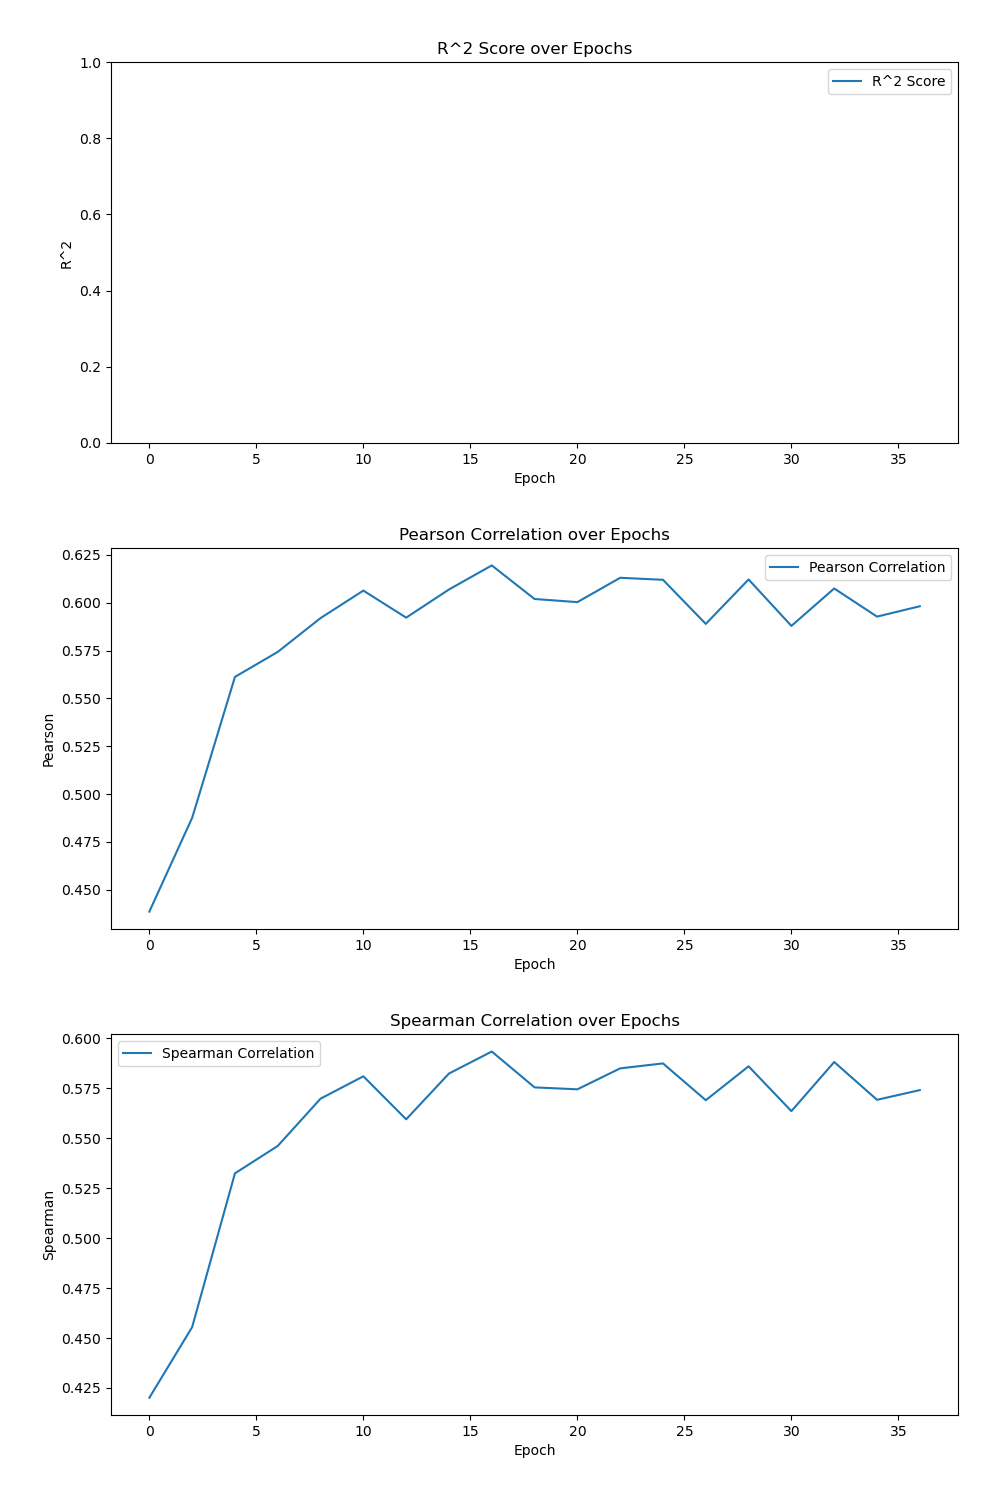 R^2 Score over Epochs
1.0
R^2 Score
0.8
0.6
R^2
0.4
0.2
0.0
0 5 10 15 20 25 30 35
Epoch
Pearson Correlation over Epochs
0.625
Pearson Correlation
0.600
0.575
0.550
Pearson
0.525
0.500
0.475
0.450
0 5 10 15 20 25 30 35
Epoch
Spearman Correlation over Epochs
0.600
Spearman Correlation
0.575
0.550
0.525
Spearman
0.500
0.475
0.450
0.425
0 5 10 15 20 25 30 35
Epoch